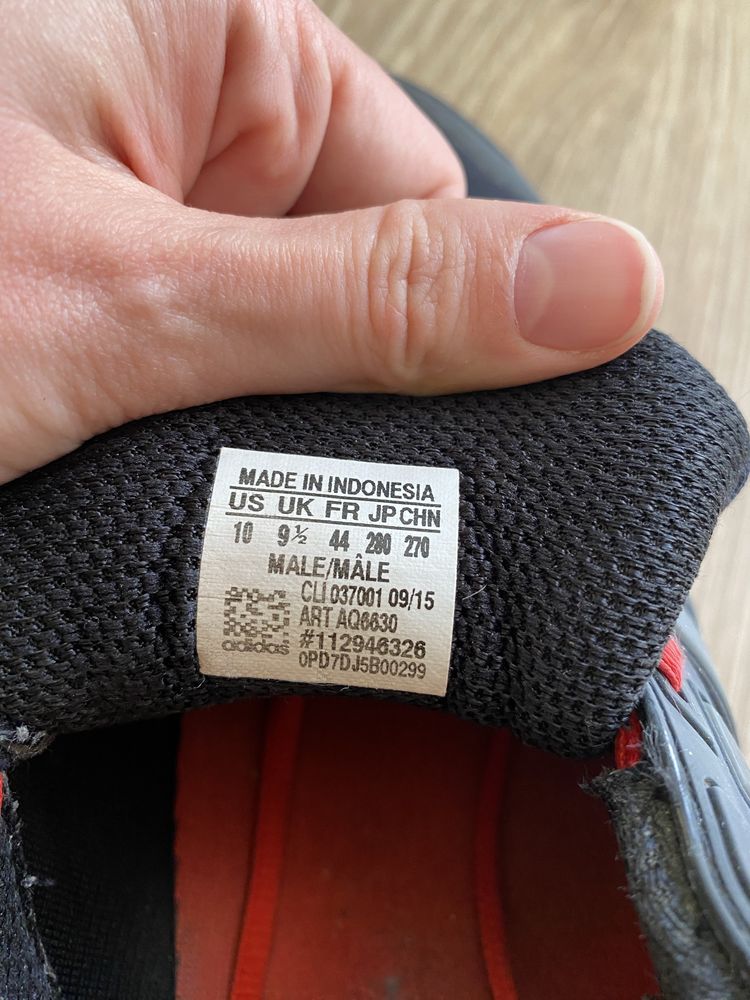 MADE IN INDONESIA
US UK FR JP CHN
10 9½ 44 280 270
MALE/MÂLE
CLI 037001 09/15
ART AQ6630
#112946326
adidas 0PD7DJ5B00299